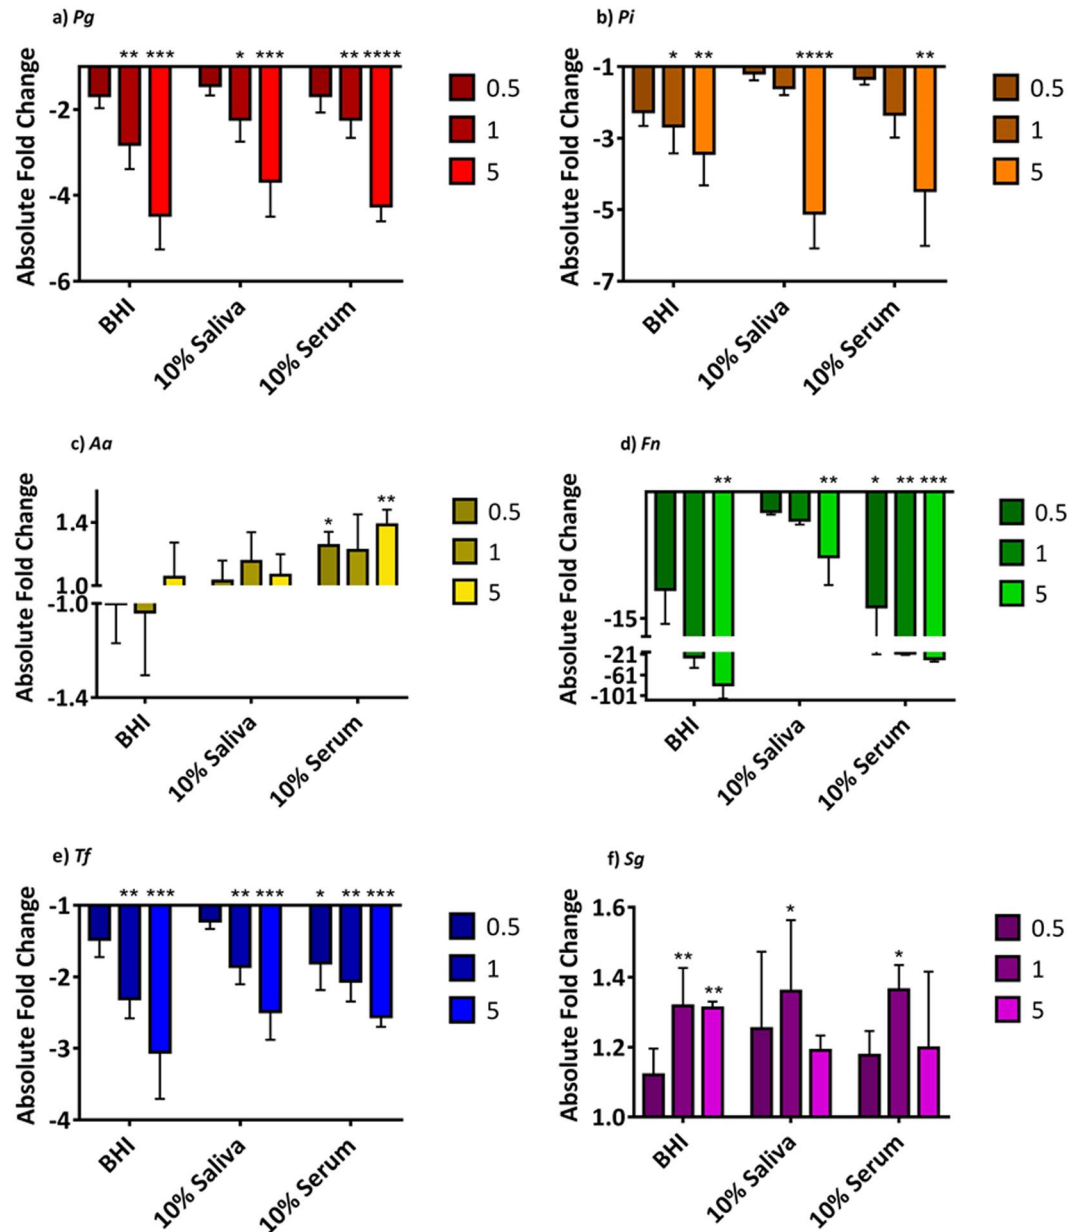 a) Pg
Absolute Fold Change
** *** * *** ** ****
-2
-4
-6
BHI
10% Saliva
10% Serum
0.5
1
5
b) Pi
Absolute Fold Change
* ** **** **
-1
-3
-5
-7
BHI
10% Saliva
10% Serum
0.5
1
5
c) Aa
Absolute Fold Change
* **
1.4
1.0
-1.0
-1.4
BHI
10% Saliva
10% Serum
0.5
1
5
d) Fn
Absolute Fold Change
** ** * ** ***
-15
-21
-61
-101
BHI
10% Saliva
10% Serum
0.5
1
5
e) Tf
Absolute Fold Change
** *** ** *** * ** ***
-1
-2
-3
-4
BHI
10% Saliva
10% Serum
0.5
1
5
f) Sg
Absolute Fold Change
** ** * *
1.6
1.4
1.2
1.0
BHI
10% Saliva
10% Serum
0.5
1
5